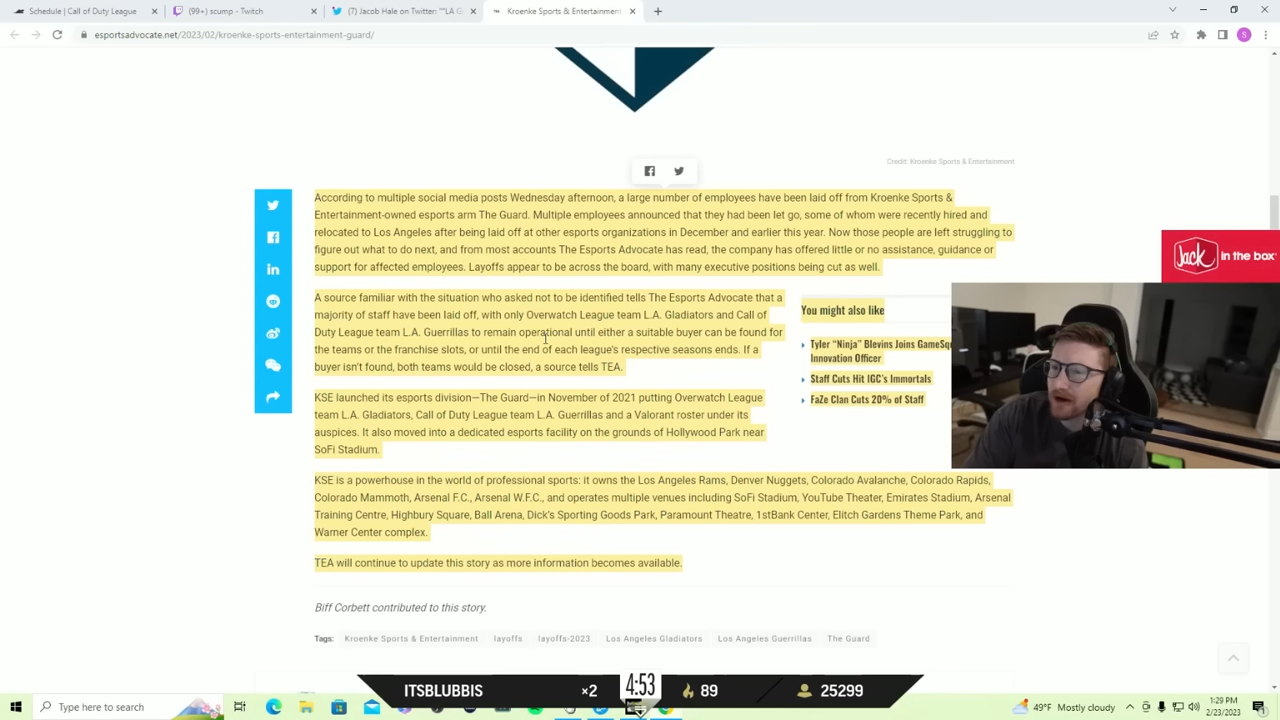 Schedule | Call of Duty League
(99+) scump - Twitch
(7) Jacob Hale on Twitter: "“LA G
Kroenke Sports & Entertainment
esportsadvocate.net/2023/02/kroenke-sports-entertainment-guard/
S
Credit: Kroenke Sports & Entertainment
According to multiple social media posts Wednesday afternoon, a large number of employees have been laid off from Kroenke Sports &
Entertainment-owned esports arm The Guard. Multiple employees announced that they had been let go, some of whom were recently hired and
relocated to Los Angeles after being laid off at other esports organizations in December and earlier this year. Now those people are left struggling to
figure out what to do next, and from most accounts The Esports Advocate has read, the company has offered little or no assistance, guidance or
support for affected employees. Layoffs appear to be across the board, with many executive positions being cut as well.
A source familiar with the situation who asked not to be identified tells The Esports Advocate that a
majority of staff have been laid off, with only Overwatch League team L.A. Gladiators and Call of
Duty League team L.A. Guerrillas to remain operational until either a suitable buyer can be found for
the teams or the franchise slots, or until the end of each league's respective seasons ends. If a
buyer isn't found, both teams would be closed, a source tells TEA.
You might also like
Tyler “Ninja” Blevins Joins GameSqu
Innovation Officer
Staff Cuts Hit IGC's Immortals
FaZe Clan Cuts 20% of Staff
KSE launched its esports division—The Guard—in November of 2021 putting Overwatch League
team L.A. Gladiators, Call of Duty League team L.A. Guerrillas and a Valorant roster under its
auspices. It also moved into a dedicated esports facility on the grounds of Hollywood Park near
SoFi Stadium.
KSE is a powerhouse in the world of professional sports: it owns the Los Angeles Rams, Denver Nuggets, Colorado Avalanche, Colorado Rapids,
Colorado Mammoth, Arsenal F.C., Arsenal W.F.C., and operates multiple venues including SoFi Stadium, YouTube Theater, Emirates Stadium, Arsenal
Training Centre, Highbury Square, Ball Arena, Dick's Sporting Goods Park, Paramount Theatre, 1stBank Center, Elitch Gardens Theme Park, and
Warner Center complex.
TEA will continue to update this story as more information becomes available.
Biff Corbett contributed to this story.
Tags: Kroenke Sports & Entertainment layoffs layoffs-2023 Los Angeles Gladiators Los Angeles Guerrillas The Guard
Jack in the box
ITSBLUBBIS ×2 4:53 89 25299
Type here to search
49°F Mostly cloudy
1:29 PM
2/23/2023